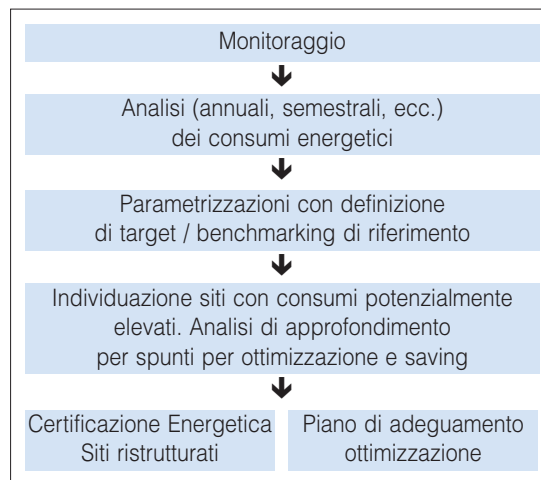 Monitoraggio
Analisi (annuali, semestrali, ecc.)
dei consumi energetici
Parametrizzazioni con definizione
di target / benchmarking di riferimento
Individuazione siti con consumi potenzialmente
elevati. Analisi di approfondimento
per spunti per ottimizzazione e saving
Certificazione Energetica
Siti ristrutturati
Piano di adeguamento
ottimizzazione